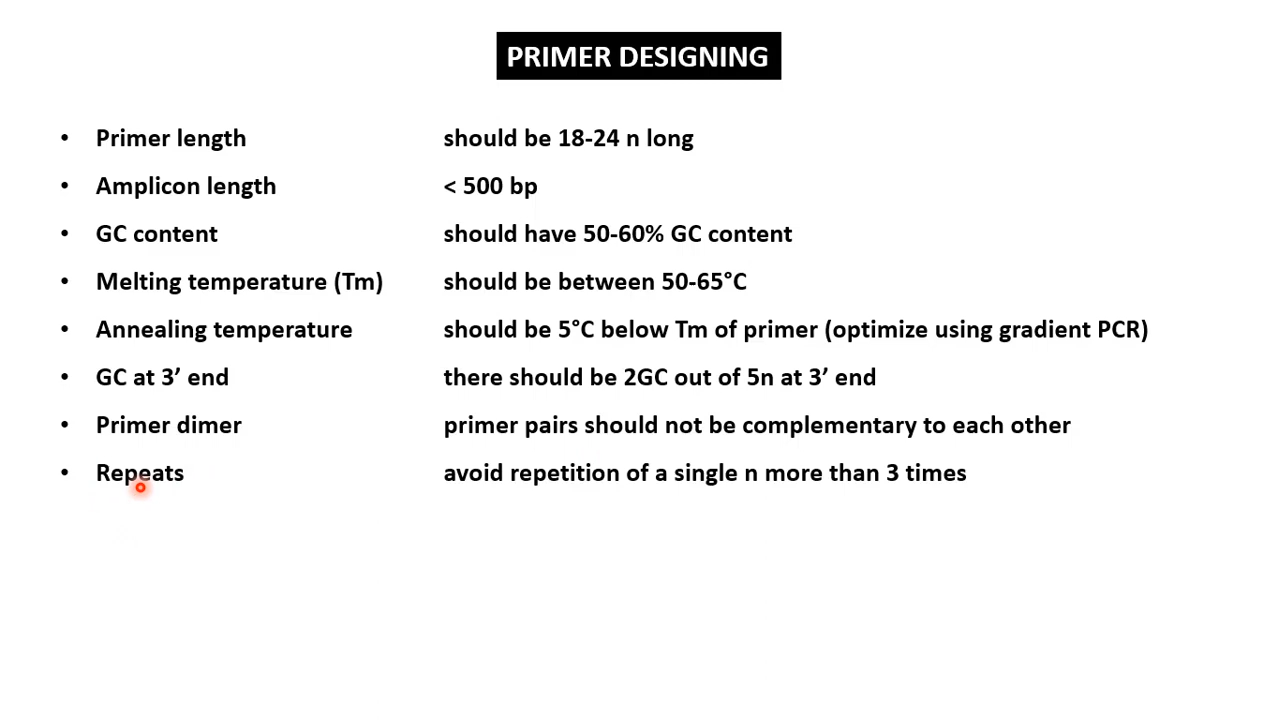 PRIMER DESIGNING
• Primer length should be 18-24 n long
• Amplicon length < 500 bp
• GC content should have 50-60% GC content
• Melting temperature (Tm) should be between 50-65°C
• Annealing temperature should be 5°C below Tm of primer (optimize using gradient PCR)
• GC at 3’ end there should be 2GC out of 5n at 3’ end
• Primer dimer primer pairs should not be complementary to each other
• Repeats avoid repetition of a single n more than 3 times